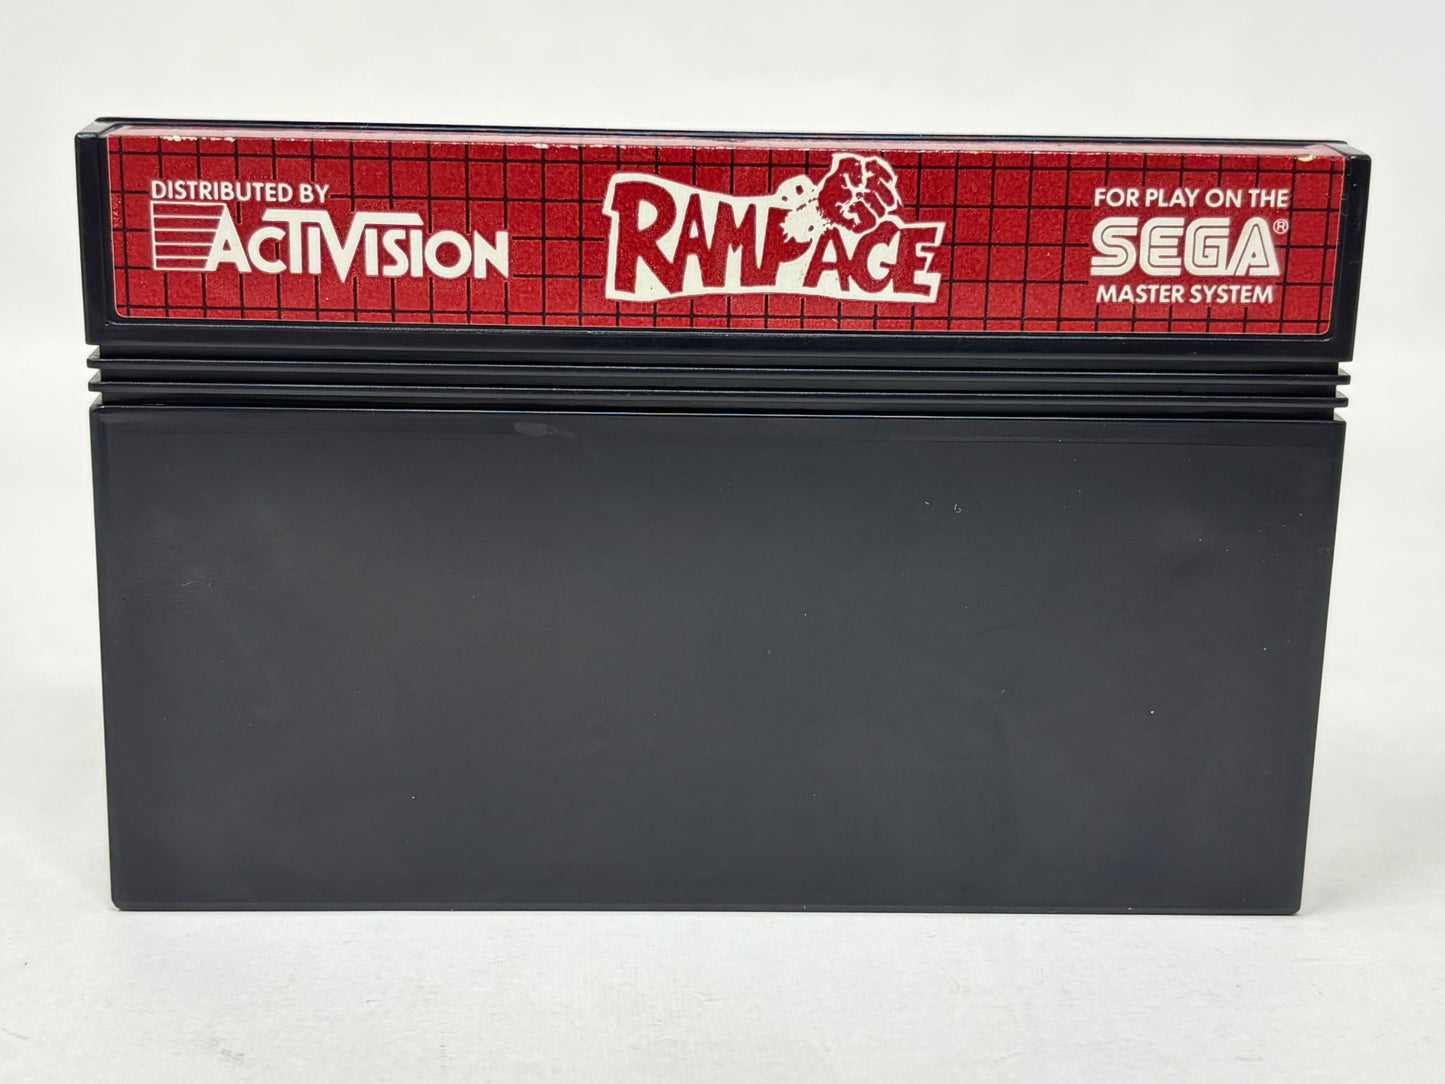 DISTRIBUTED BY
ACTIVISION
RAMPAGE
FOR PLAY ON THE
SEGA®
MASTER SYSTEM